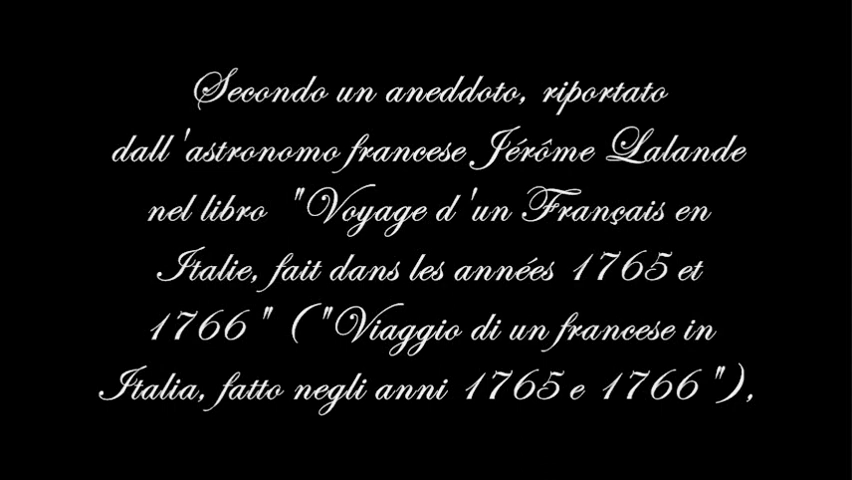 Secondo un aneddoto, riportato
dall'astronomo francese Jérôme Lalande
nel libro "Voyage d'un Français en
Italie, fait dans les années 1765 et
1766" ("Viaggio di un francese in
Italia, fatto negli anni 1765 e 1766"),